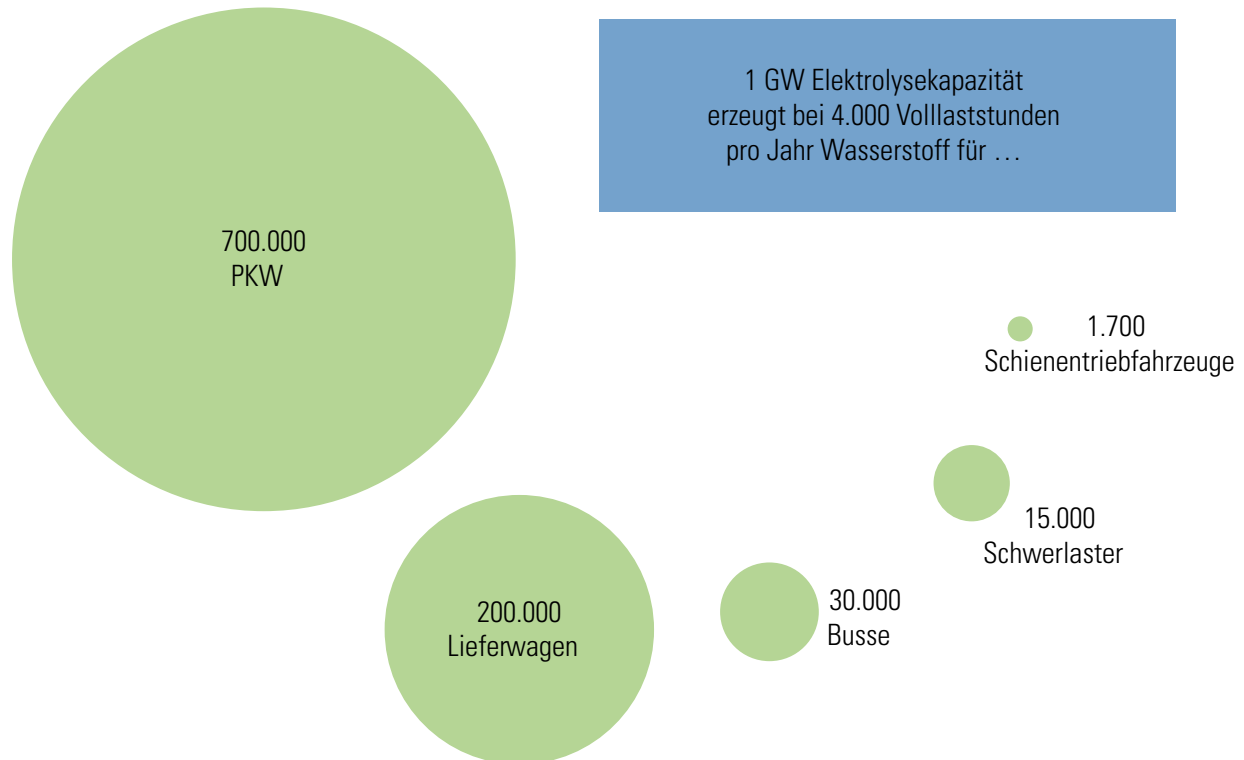 1 GW Elektrolysekapazität
erzeugt bei 4.000 Volllaststunden
pro Jahr Wasserstoff für …
700.000
PKW
1.700
Schienentriebfahrzeuge
15.000
Schwerlaster
200.000
Lieferwagen
30.000
Busse